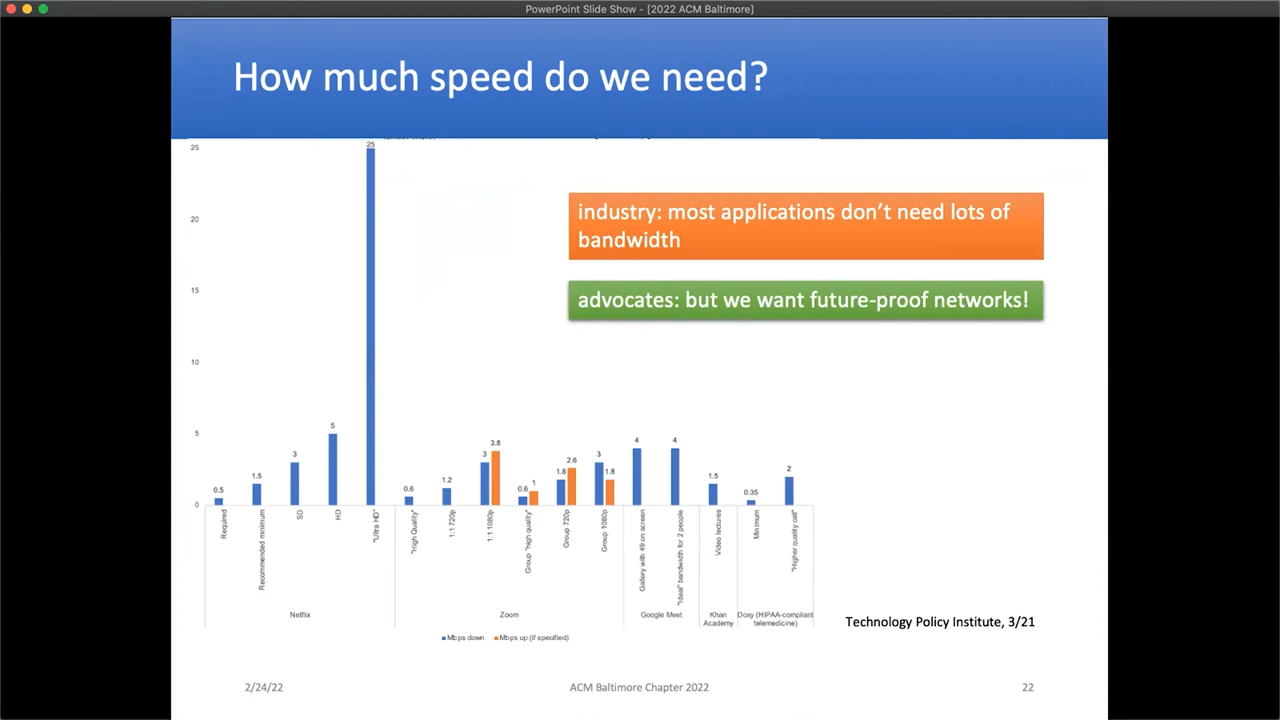 PowerPoint Slide Show - [2022 ACM Baltimore]
How much speed do we need?
industry: most applications don't need lots of
bandwidth
advocates: but we want future-proof networks!
25
20
15
10
5
0
0.5
1.5
3
5
25
0.6
1.2
3
3.8
0.6
1
1.8
2.6
3
1.8
4
4
1.5
0.35
2
Required
Recommended minimum
SD
HD
"Ultra HD"
"High Quality"
1:1 720p
1:1 1080p
Group "high quality"
Group 720p
Group 1080p
Gallery with 49 on screen
"Ideal" bandwidth for 2 people
Video lectures
Minimum
"Higher quality call"
Netflix
Zoom
Google Meet
Khan
Academy
Doxy (HIPAA-compliant
telemedicine)
Mbps down
Mbps up (if specified)
Technology Policy Institute, 3/21
2/24/22
ACM Baltimore Chapter 2022
22